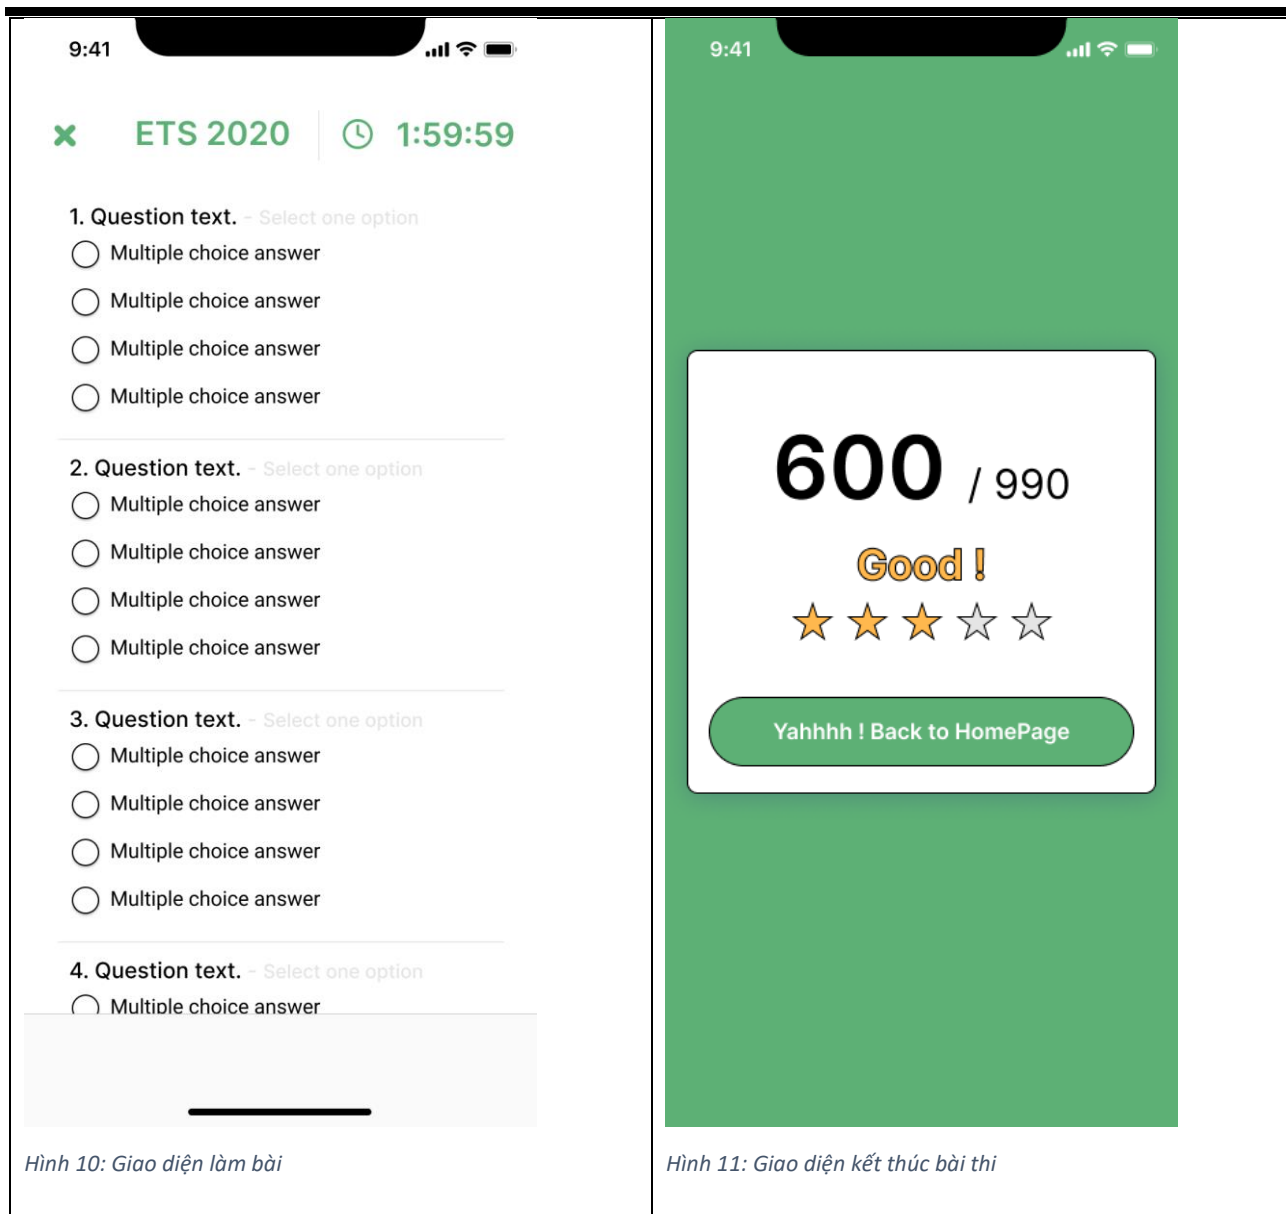 9:41
ETS 2020 1:59:59
1. Question text. - Select one option
Multiple choice answer
Multiple choice answer
Multiple choice answer
Multiple choice answer
2. Question text. - Select one option
Multiple choice answer
Multiple choice answer
Multiple choice answer
Multiple choice answer
3. Question text. - Select one option
Multiple choice answer
Multiple choice answer
Multiple choice answer
Multiple choice answer
4. Question text. - Select one option
Multiple choice answer
Hình 10: Giao diện làm bài
9:41
600 / 990
Good !
Yahhhh ! Back to HomePage
Hình 11: Giao diện kết thúc bài thi